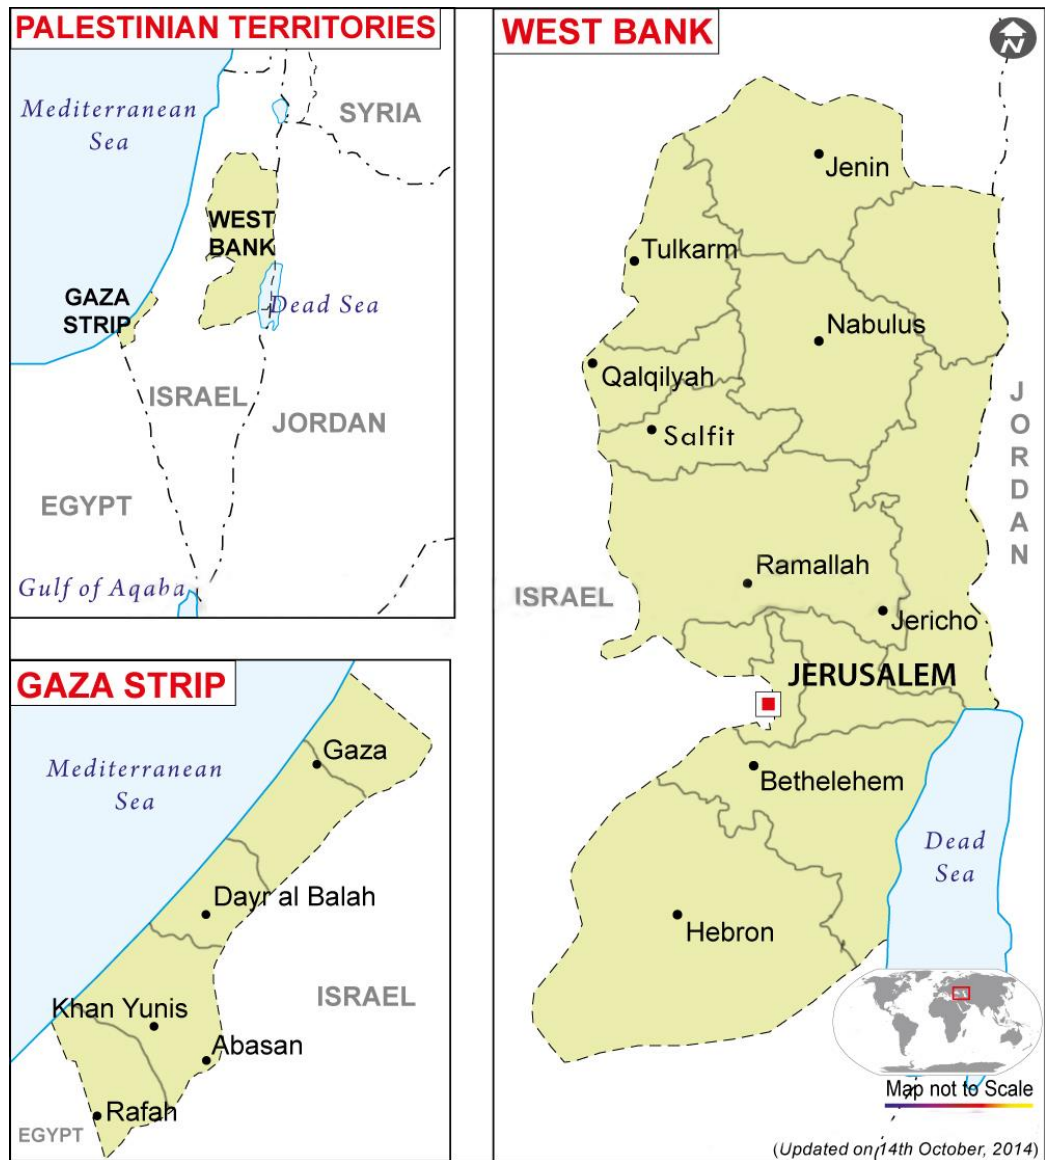 PALESTINIAN TERRITORIES
Mediterranean
Sea
SYRIA
WEST
BANK
GAZA
STRIP
Dead Sea
ISRAEL
JORDAN
EGYPT
Gulf of Aqaba
GAZA STRIP
Gaza
Mediterranean
Sea
Dayr al Balah
ISRAEL
Khan Yunis
Abasan
Rafah
EGYPT
WEST BANK
N
Jenin
Tulkarm
Nabulus
Qalqilyah
Salfit
JORDAN
Ramallah
ISRAEL
Jericho
JERUSALEM
Bethelehem
Dead
Sea
Hebron
Map not to Scale
(Updated on 14th October, 2014)